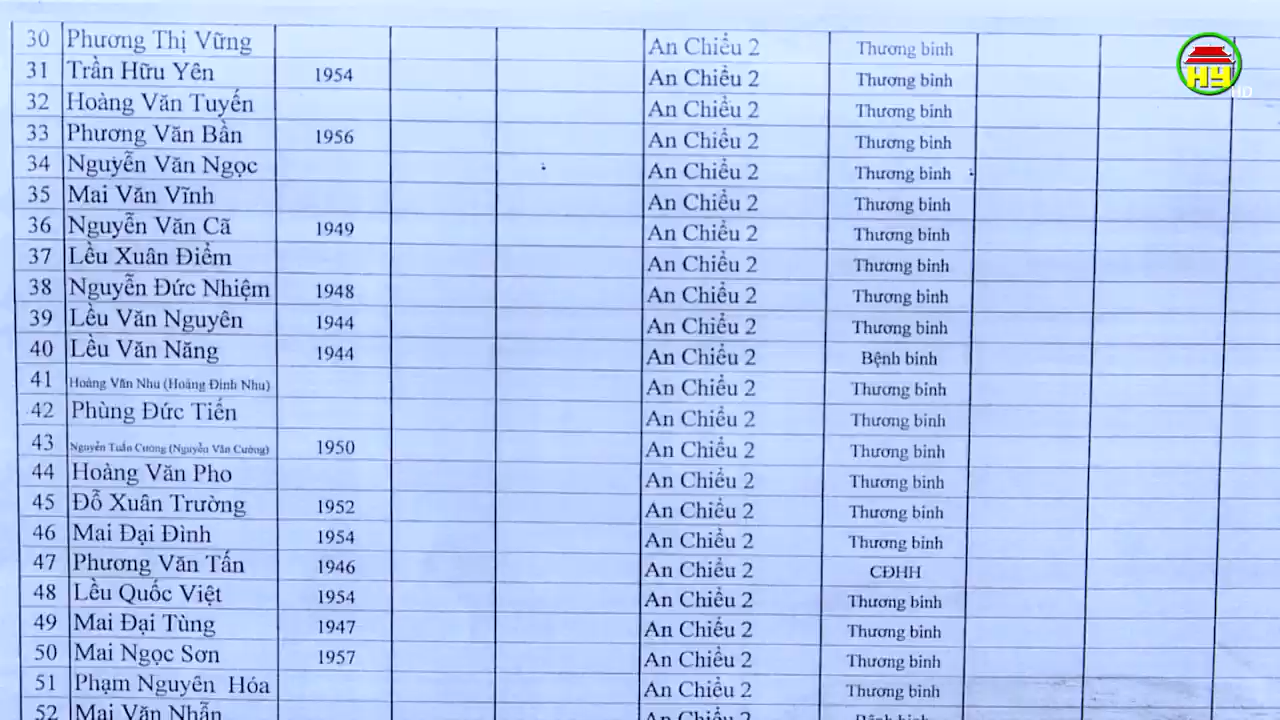 30 Phương Thị Vững An Chiểu 2 Thương binh
31 Trần Hữu Yên 1954 An Chiểu 2 Thương binh
32 Hoàng Văn Tuyến An Chiểu 2 Thương binh
33 Phương Văn Bần 1956 An Chiểu 2 Thương binh
34 Nguyễn Văn Ngọc An Chiểu 2 Thương binh
35 Mai Văn Vĩnh An Chiểu 2 Thương binh
36 Nguyễn Văn Cã 1949 An Chiểu 2 Thương binh
37 Lều Xuân Điềm An Chiểu 2 Thương binh
38 Nguyễn Đức Nhiệm 1948 An Chiểu 2 Thương binh
39 Lều Văn Nguyên 1944 An Chiểu 2 Thương binh
40 Lều Văn Năng 1944 An Chiểu 2 Bệnh binh
41 Hoàng Văn Nhu (Hoàng Đình Nhu) An Chiểu 2 Thương binh
42 Phùng Đức Tiến An Chiểu 2 Thương binh
43 Nguyễn Tuấn Cường (Nguyễn Văn Cường) 1950 An Chiểu 2 Thương binh
44 Hoàng Văn Pho An Chiểu 2 Thương binh
45 Đỗ Xuân Trường 1952 An Chiểu 2 Thương binh
46 Mai Đại Đình 1954 An Chiểu 2 Thương binh
47 Phương Văn Tấn 1946 An Chiểu 2 CĐHH
48 Lều Quốc Việt 1954 An Chiểu 2 Thương binh
49 Mai Đại Tùng 1947 An Chiểu 2 Thương binh
50 Mai Ngọc Sơn 1957 An Chiểu 2 Thương binh
51 Phạm Nguyên Hóa An Chiểu 2 Thương binh
52 Mai Văn Nhẫn An Chiểu 2 Bệnh binh
HY HD